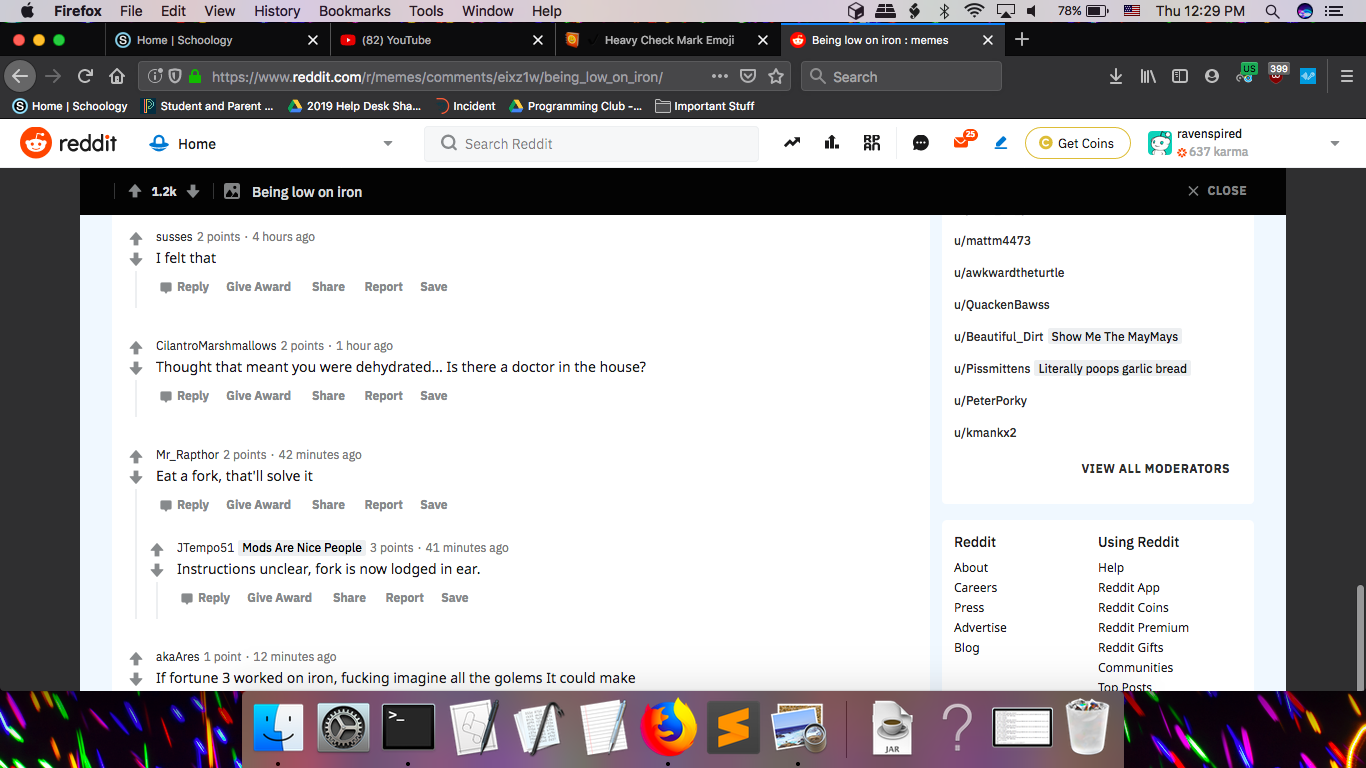 Firefox File Edit View History Bookmarks Tools Window Help 78% Thu 12:29 PM
Home | Schoology (82) YouTube Heavy Check Mark Emoji Being low on iron : memes
https://www.reddit.com/r/memes/comments/eixz1w/being_low_on_iron/ Search US 399
Home | Schoology Student and Parent ... 2019 Help Desk Sha... Incident Programming Club -... Important Stuff
reddit Home Search Reddit 25 Get Coins ravenspired
637 karma
1.2k Being low on iron CLOSE
susses 2 points · 4 hours ago
I felt that
Reply Give Award Share Report Save
CilantroMarshmallows 2 points · 1 hour ago
Thought that meant you were dehydrated... Is there a doctor in the house?
Reply Give Award Share Report Save
Mr_Rapthor 2 points · 42 minutes ago
Eat a fork, that'll solve it
Reply Give Award Share Report Save
JTempo51 Mods Are Nice People 3 points · 41 minutes ago
Instructions unclear, fork is now lodged in ear.
Reply Give Award Share Report Save
akaAres 1 point · 12 minutes ago
If fortune 3 worked on iron, fucking imagine all the golems It could make
u/mattm4473
u/awkwardtheturtle
u/QuackenBawss
u/Beautiful_Dirt Show Me The MayMays
u/Pissmittens Literally poops garlic bread
u/PeterPorky
u/kmankx2
VIEW ALL MODERATORS
Reddit
About
Careers
Press
Advertise
Blog
Using Reddit
Help
Reddit App
Reddit Coins
Reddit Premium
Reddit Gifts
Communities
Top Posts
>_
JAR